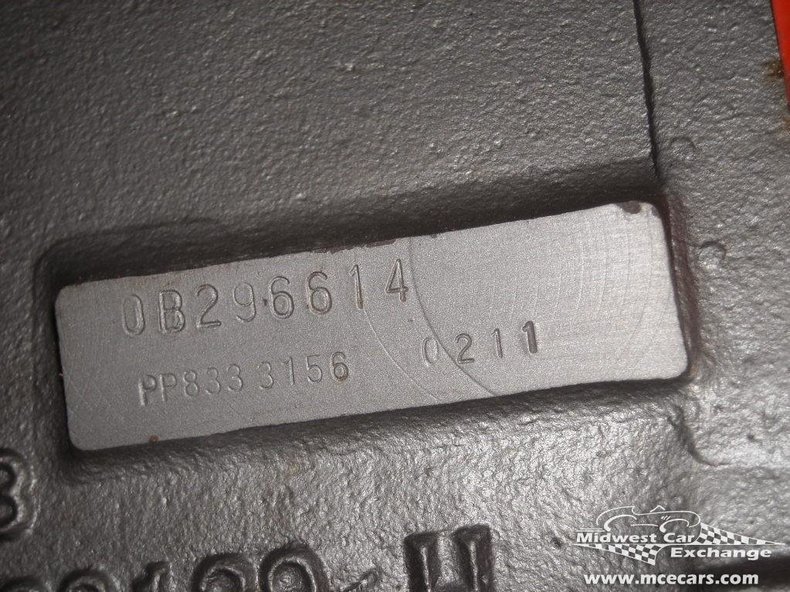 0B296614
PP833 3156 0211
Midwest Car
Exchange
www.mcecars.com